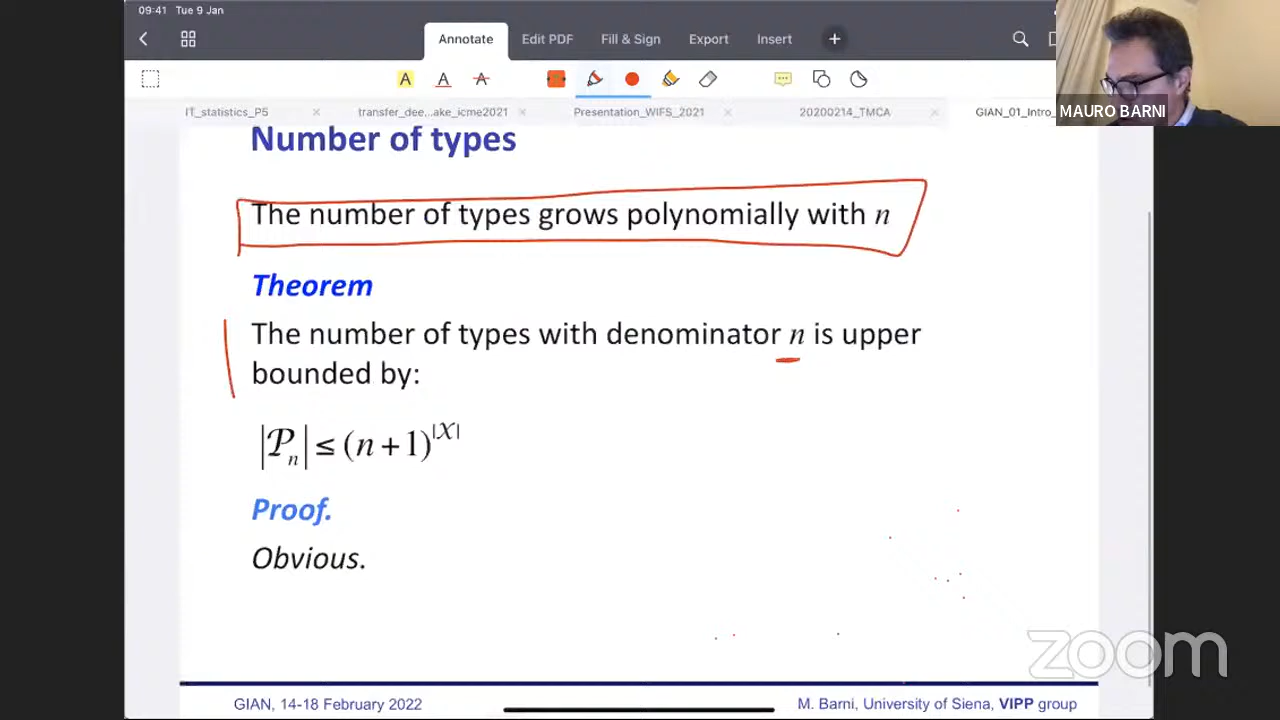 09:41 Tue 9 Jan
Annotate Edit PDF Fill & Sign Export Insert +
A A A
IT_statistics_P5 × transfer_dee...ake_icme2021 × Presentation_WIFS_2021 × 20200214_TMCA × GIAN_01_Intro_
MAURO BARNI
Number of types
The number of types grows polynomially with n
Theorem
The number of types with denominator n is upper
bounded by:
|𝒫ₙ| ≤ (n+1)^|𝒳|
Proof.
Obvious.
zoom
GIAN, 14-18 February 2022 M. Barni, University of Siena, VIPP group